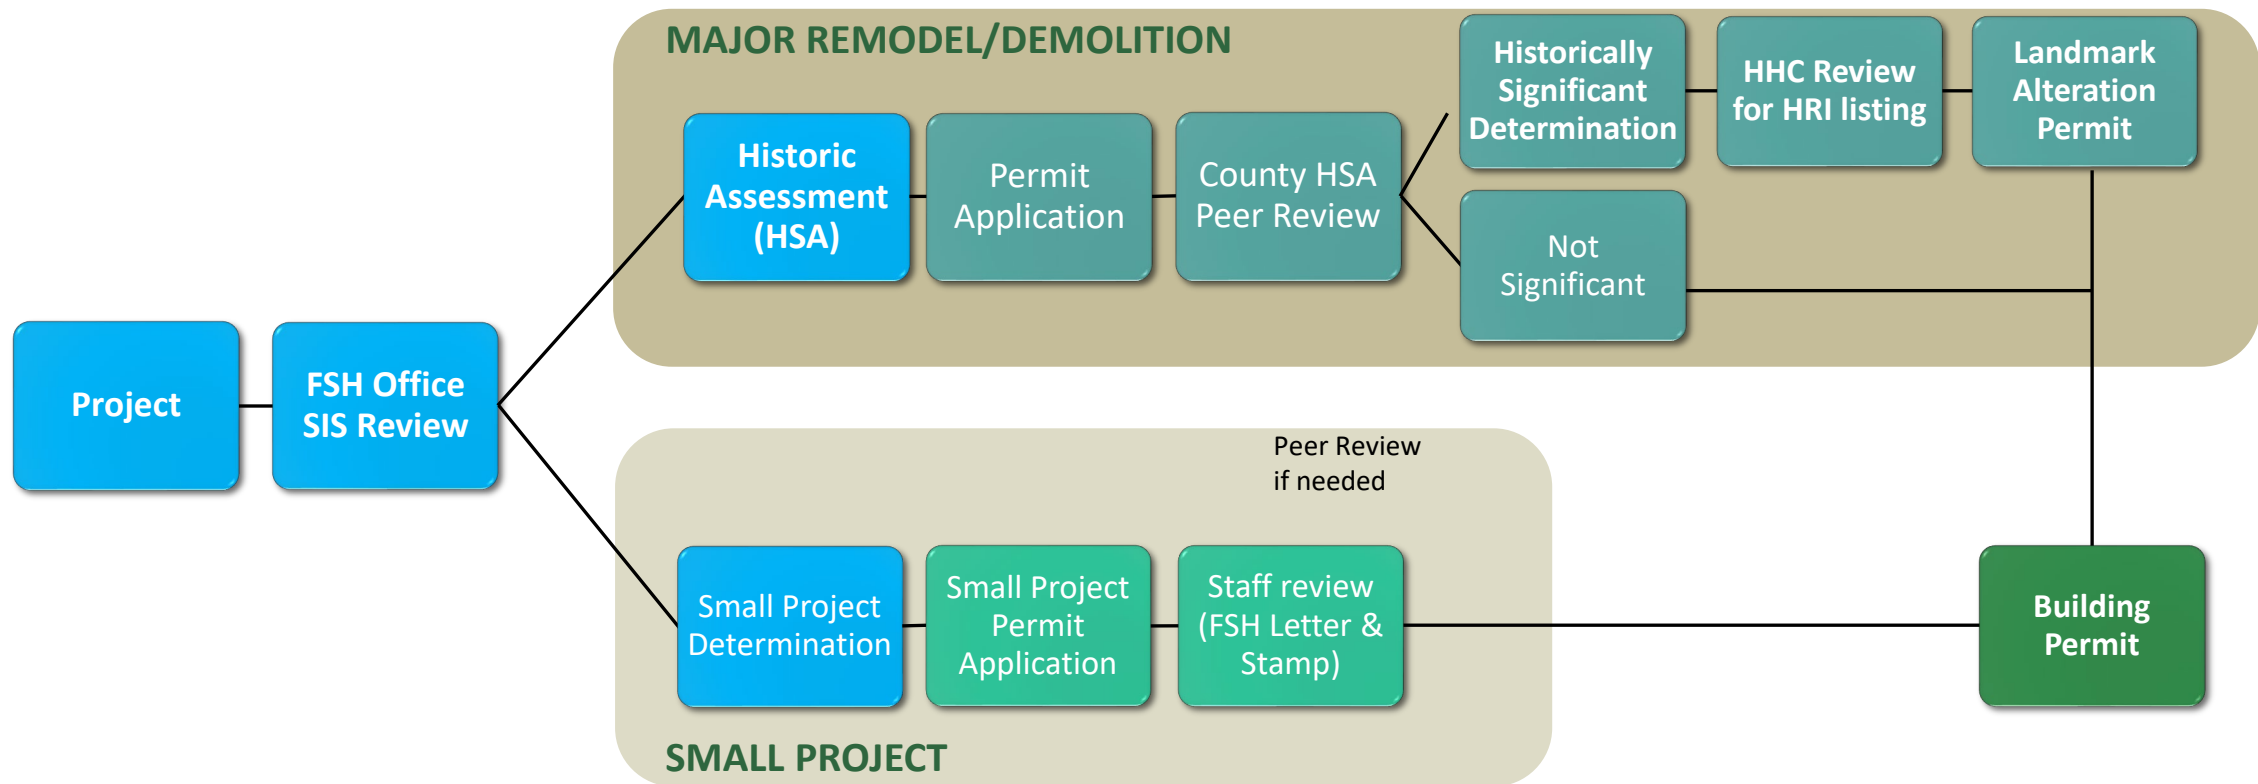 MAJOR REMODEL/DEMOLITION
Historically
Significant
Determination
HHC Review
for HRI listing
Landmark
Alteration
Permit
Historic
Assessment
(HSA)
Permit
Application
County HSA
Peer Review
Not
Significant
Project
FSH Office
SIS Review
Peer Review
if needed
Small Project
Determination
Small Project
Permit
Application
Staff review
(FSH Letter &
Stamp)
Building
Permit
SMALL PROJECT